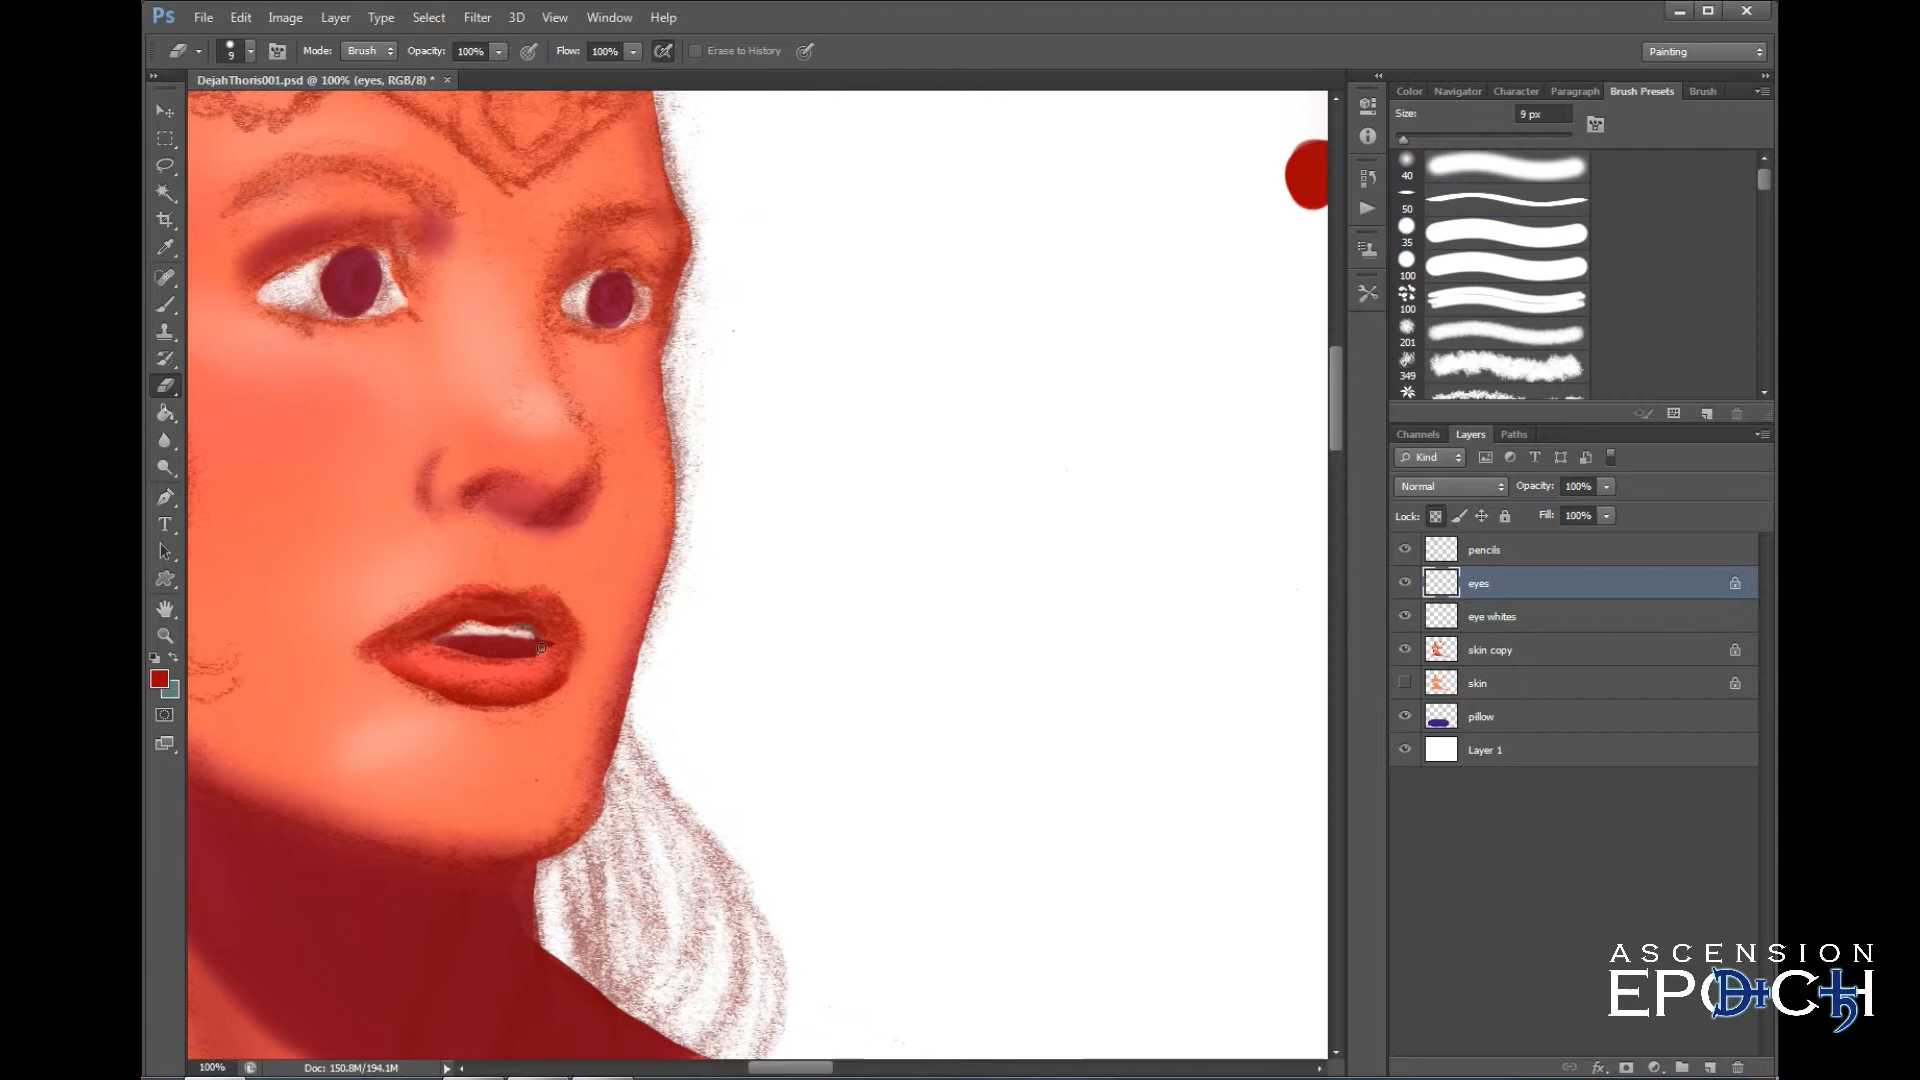 Ps File Edit Image Layer Type Select Filter 3D View Window Help
9 Mode: Brush Opacity: 100% Flow: 100% Erase to History Painting
DejahThoris001.psd @ 100% (eyes, RGB/8) *
Color Navigator Character Paragraph Brush Presets Brush
Size: 9 px
40
50
35
100
100
201
349
Channels Layers Paths
Kind
Normal Opacity: 100%
Lock: Fill: 100%
pencils
eyes
eye whites
skin copy
skin
pillow
Layer 1
ASCENSION
EPOCH
100% Doc: 150.8M/194.1M